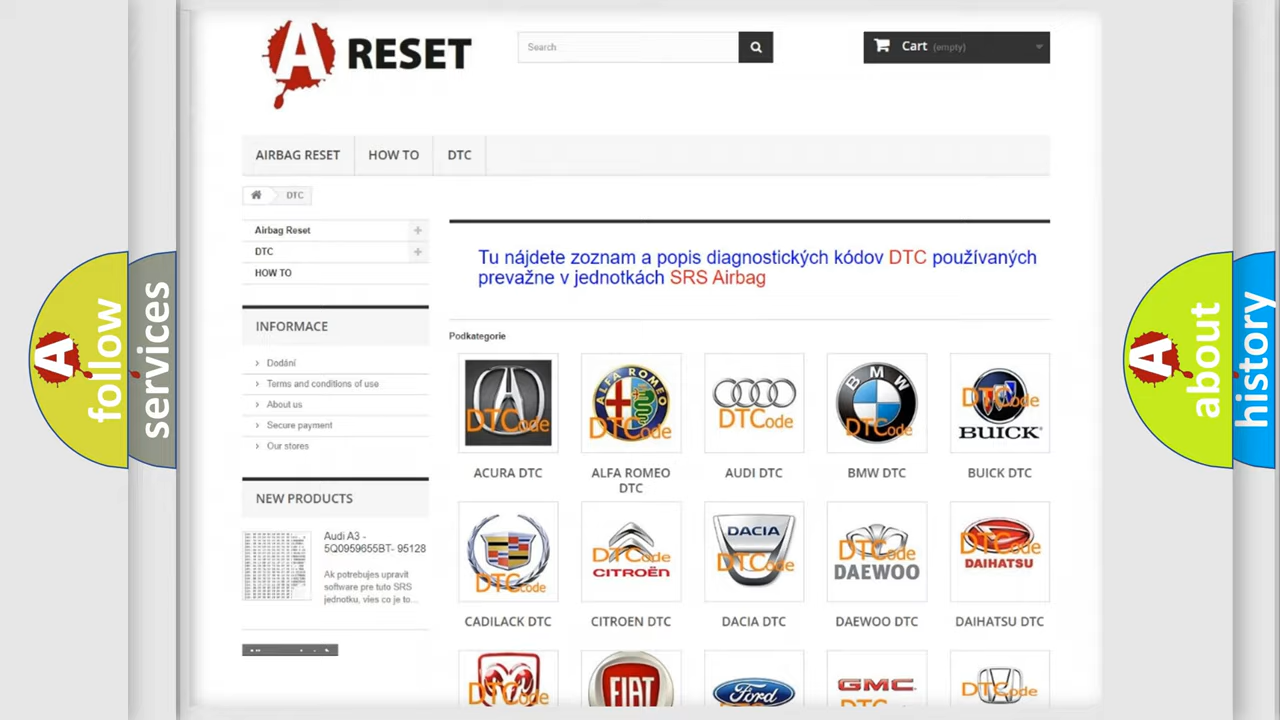 A RESET
Search
Cart (empty)
AIRBAG RESET
HOW TO
DTC
DTC
Airbag Reset
DTC
HOW TO
Tu nájdete zoznam a popis diagnostických kódov DTC používaných
prevažne v jednotkách SRS Airbag
INFORMACE
Dodání
Terms and conditions of use
About us
Secure payment
Our stores
NEW PRODUCTS
Audi A3 -
5Q0959655BT- 95128
Ak potrebujes upravit
software pre tuto SRS
jednotku, vies co je to...
Podkategorie
DTCode
ALFA ROMEO
DTCode
DTCode
BMW
DTCode
DTCode
BUICK
ACURA DTC
ALFA ROMEO
DTC
AUDI DTC
BMW DTC
BUICK DTC
DTCode
DTCode
CITROËN
DACIA
DTCode
DTCode
DAEWOO
DTCode
DAIHATSU
CADILACK DTC
CITROEN DTC
DACIA DTC
DAEWOO DTC
DAIHATSU DTC
DTCode
FIAT
Ford
GMC
DTCode
A
follow
services
A
about
history